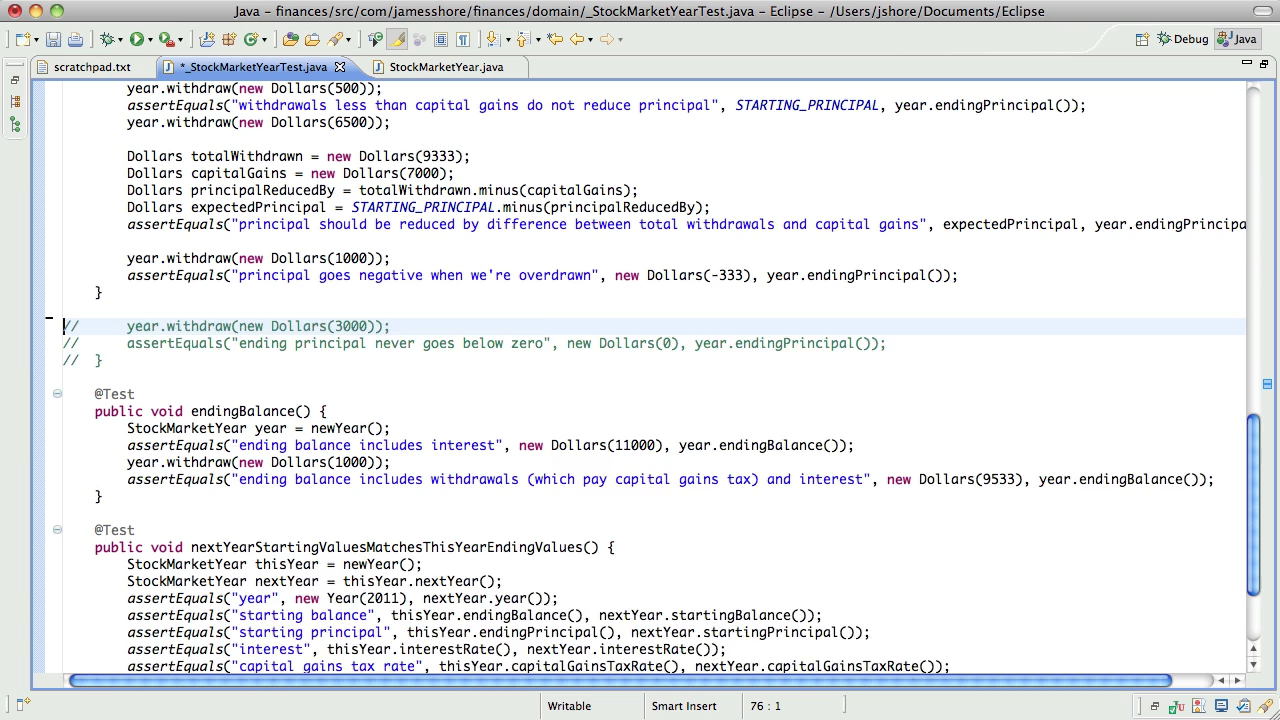 Java - finances/src/com/jamesshore/finances/domain/_StockMarketYearTest.java - Eclipse - /Users/jshore/Documents/Eclipse
Debug Java
scratchpad.txt *_StockMarketYearTest.java StockMarketYear.java
year.withdraw(new Dollars(500));
assertEquals("withdrawals less than capital gains do not reduce principal", STARTING_PRINCIPAL, year.endingPrincipal());
year.withdraw(new Dollars(6500));
Dollars totalWithdrawn = new Dollars(9333);
Dollars capitalGains = new Dollars(7000);
Dollars principalReducedBy = totalWithdrawn.minus(capitalGains);
Dollars expectedPrincipal = STARTING_PRINCIPAL.minus(principalReducedBy);
assertEquals("principal should be reduced by difference between total withdrawals and capital gains", expectedPrincipal, year.endingPrincipa
year.withdraw(new Dollars(1000));
assertEquals("principal goes negative when we're overdrawn", new Dollars(-333), year.endingPrincipal());
}
// year.withdraw(new Dollars(3000));
// assertEquals("ending principal never goes below zero", new Dollars(0), year.endingPrincipal());
// }
@Test
public void endingBalance() {
StockMarketYear year = newYear();
assertEquals("ending balance includes interest", new Dollars(11000), year.endingBalance());
year.withdraw(new Dollars(1000));
assertEquals("ending balance includes withdrawals (which pay capital gains tax) and interest", new Dollars(9533), year.endingBalance());
}
@Test
public void nextYearStartingValuesMatchesThisYearEndingValues() {
StockMarketYear thisYear = newYear();
StockMarketYear nextYear = thisYear.nextYear();
assertEquals("year", new Year(2011), nextYear.year());
assertEquals("starting balance", thisYear.endingBalance(), nextYear.startingBalance());
assertEquals("starting principal", thisYear.endingPrincipal(), nextYear.startingPrincipal());
assertEquals("interest", thisYear.interestRate(), nextYear.interestRate());
assertEquals("capital gains tax rate", thisYear.capitalGainsTaxRate(), nextYear.capitalGainsTaxRate());
Writable Smart Insert 76 : 1